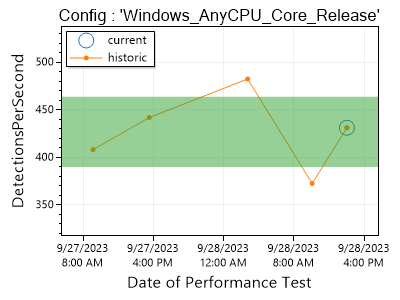 Config : 'Windows_AnyCPU_Core_Release'
current
historic
500
450
400
350
DetectionsPerSecond
9/27/2023 9/27/2023 9/28/2023 9/28/2023 9/28/2023
8:00 AM 4:00 PM 12:00 AM 8:00 AM 4:00 PM
Date of Performance Test